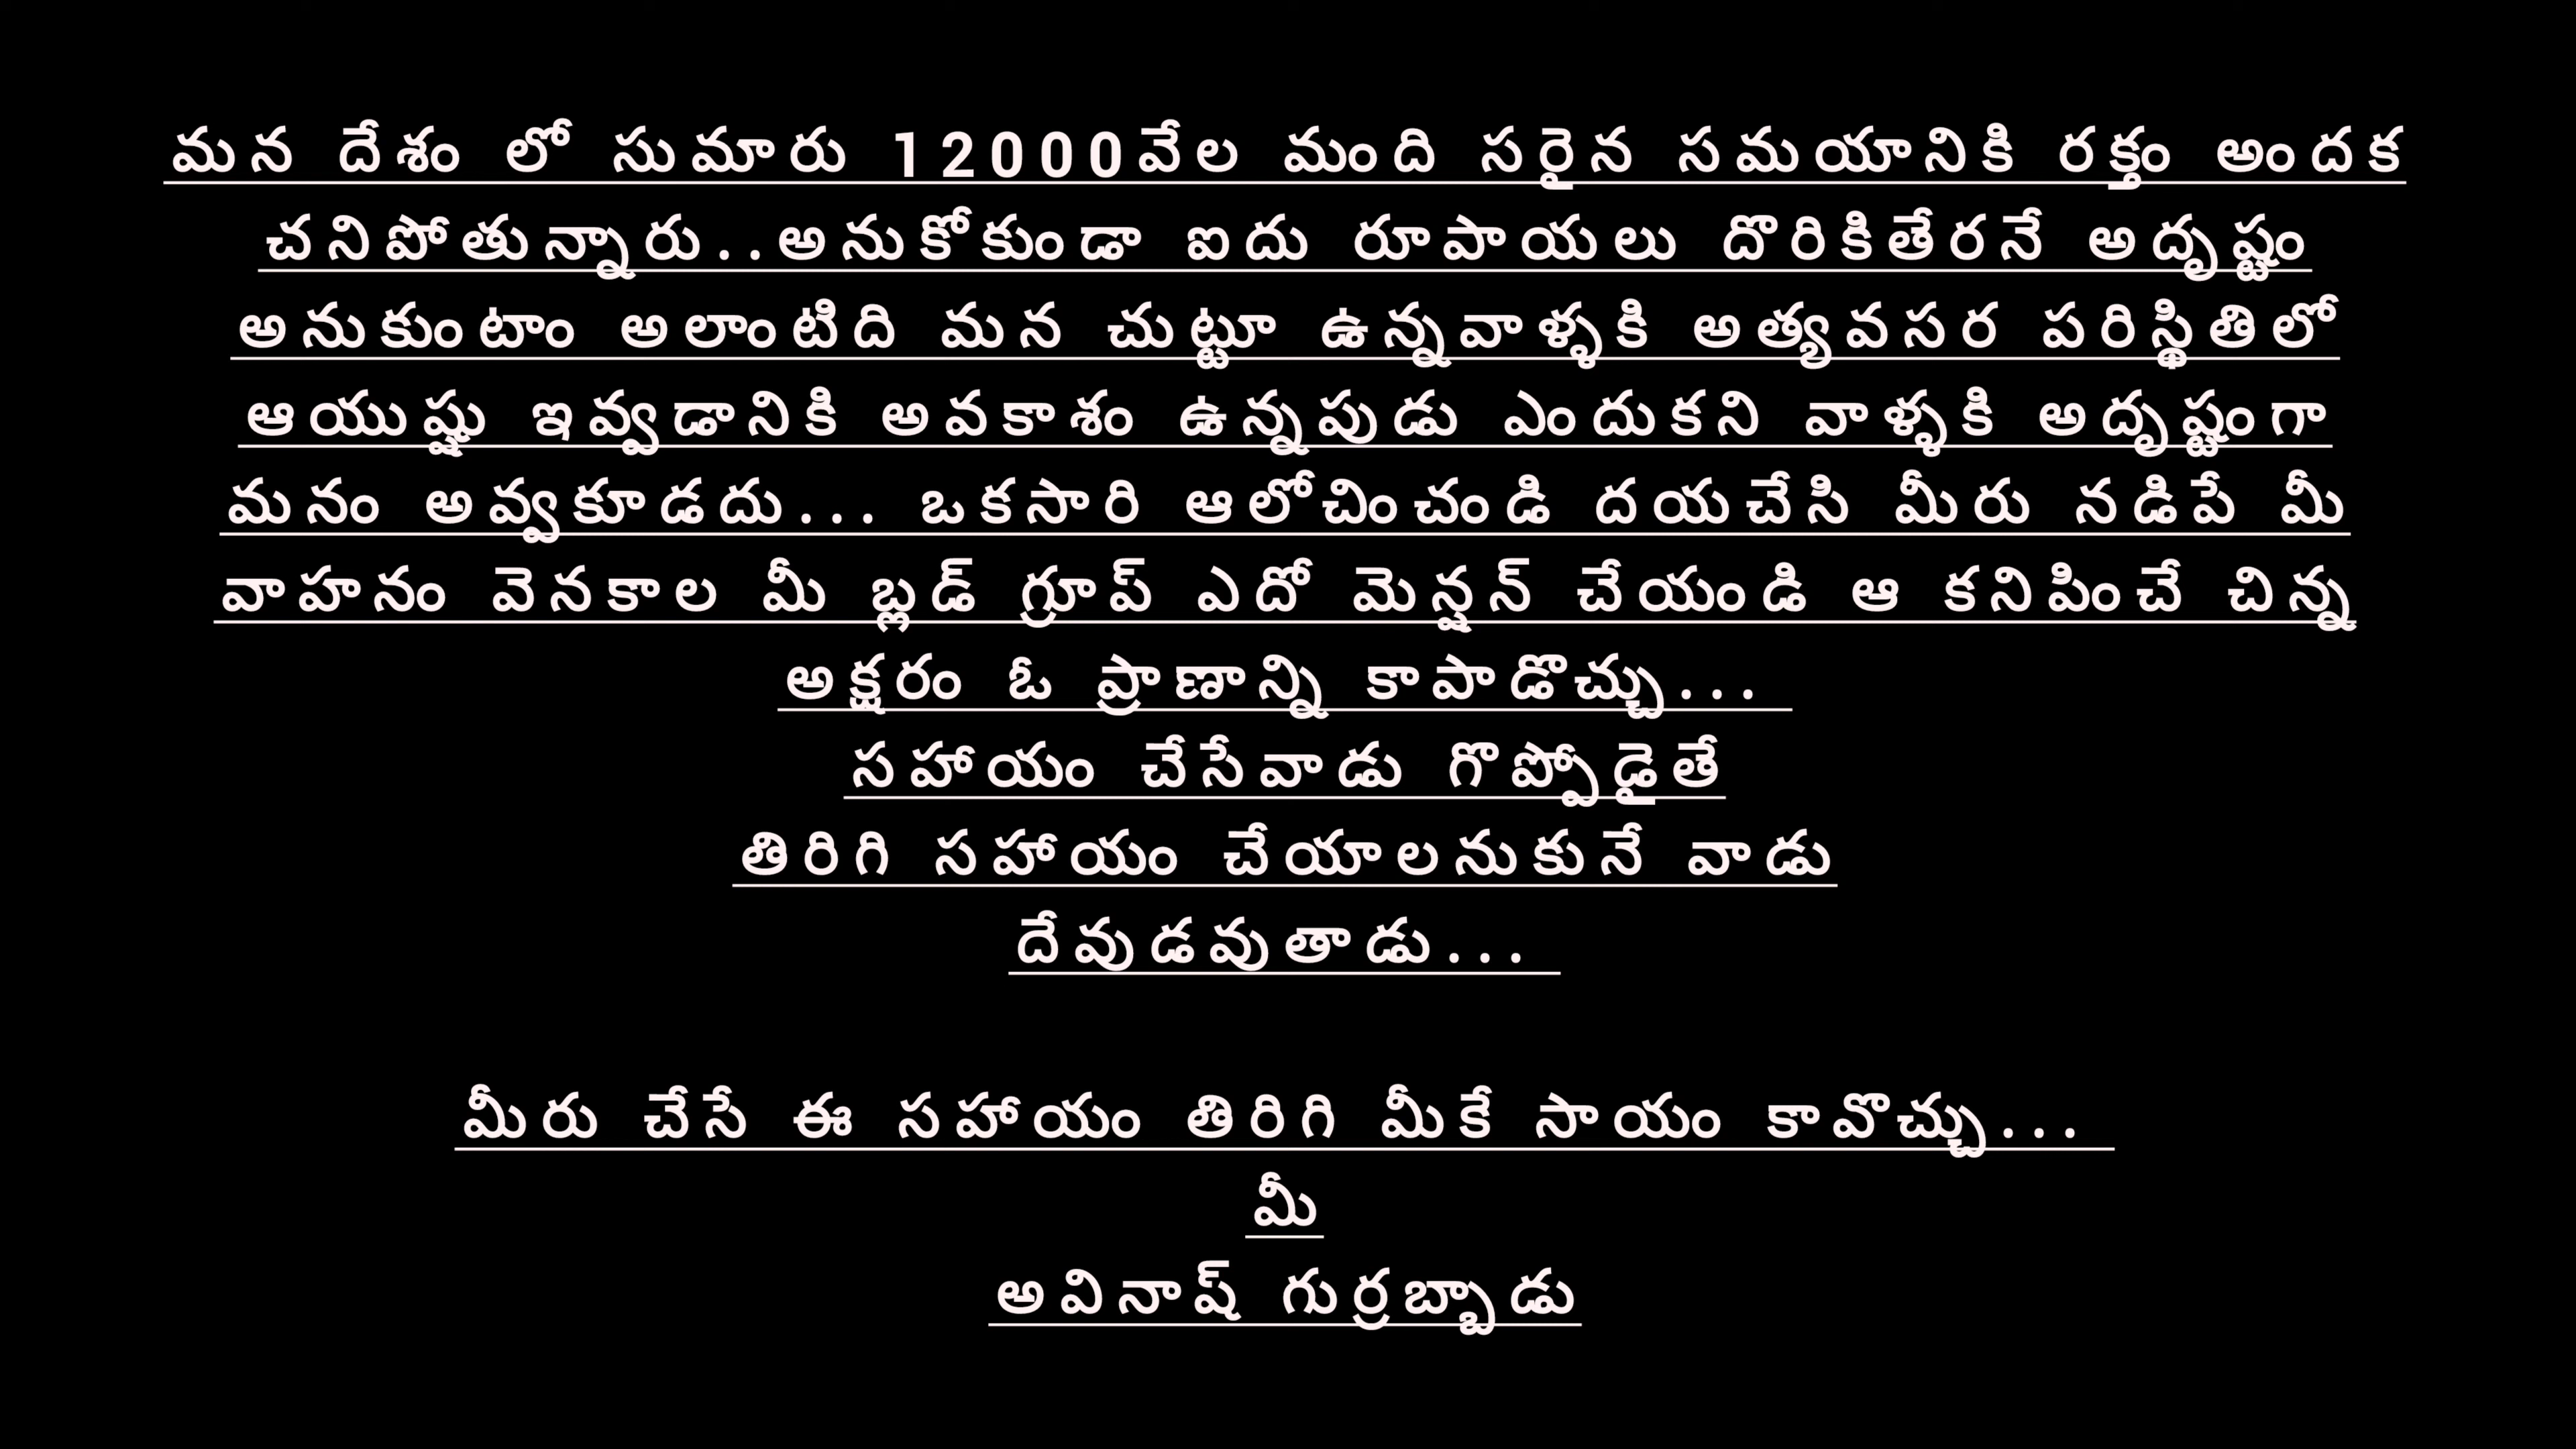 మన దేశం లో సుమారు 12000వేల మంది సరైన సమయానికి రక్తం అందక
చనిపోతున్నారు..అనుకోకుండా ఐదు రూపాయలు దొరికితేరనే అదృష్టం
అనుకుంటాం అలాంటిది మన చుట్టూ ఉన్నవాళ్ళకి అత్యవసర పరిస్థితిలో
ఆయుష్షు ఇవ్వడానికి అవకాశం ఉన్నపుడు ఎందుకని వాళ్ళకి అదృష్టంగా
మనం అవ్వకూడదు... ఒకసారి ఆలోచించండి దయచేసి మీరు నడిపే మీ
వాహనం వెనకాల మీ బ్లడ్ గ్రూప్ ఎదో మెన్షన్ చేయండి ఆ కనిపించే చిన్న
అక్షరం ఓ ప్రాణాన్ని కాపాడొచ్చు...
సహాయం చేసేవాడు గొప్పోడైతే
తిరిగి సహాయం చేయాలనుకునే వాడు
దేవుడవుతాడు...
మీరు చేసే ఈ సహాయం తిరిగి మీకే సాయం కావొచ్చు...
మీ
అవినాష్ గుర్రబ్బాడు